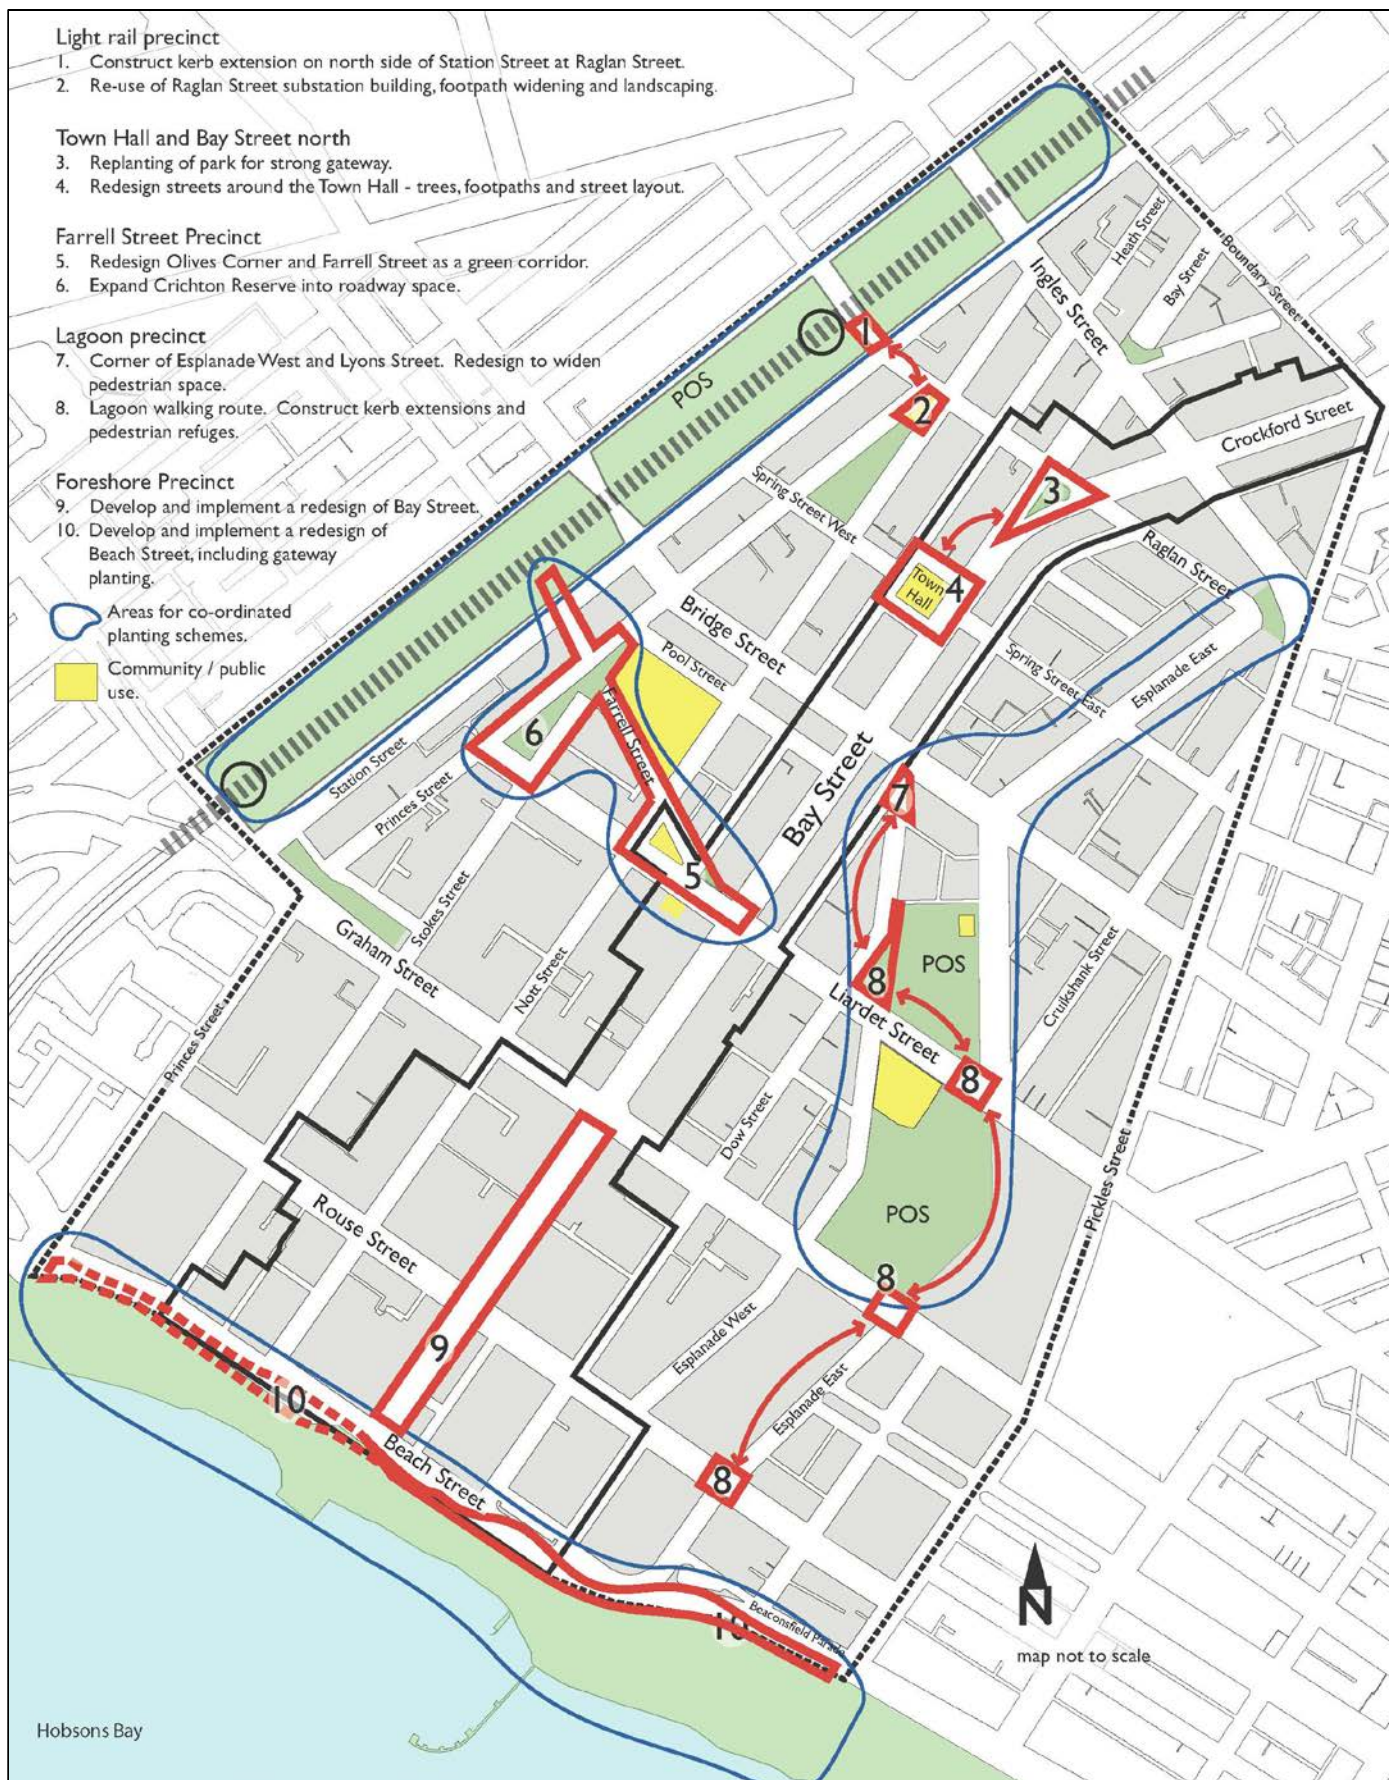 Light rail precinct
1. Construct kerb extension on north side of Station Street at Raglan Street.
2. Re-use of Raglan Street substation building, footpath widening and landscaping.
Town Hall and Bay Street north
3. Replanting of park for strong gateway.
4. Redesign streets around the Town Hall - trees, footpaths and street layout.
Farrell Street Precinct
5. Redesign Olives Corner and Farrell Street as a green corridor.
6. Expand Crichton Reserve into roadway space.
Lagoon precinct
7. Corner of Esplanade West and Lyons Street. Redesign to widen
pedestrian space.
8. Lagoon walking route. Construct kerb extensions and
pedestrian refuges.
Foreshore Precinct
9. Develop and implement a redesign of Bay Street.
10. Develop and implement a redesign of
Beach Street, including gateway
planting.
Areas for co-ordinated
planting schemes.
Community / public
use.
Heath Street
Bay Street
Boundary Street
Ingles Street
1
POS
2
Crockford Street
3
Spring Street West
Raglan Street
Town
Hall
4
Bridge Street
Pool Street
Spring Street East
Esplanade East
Farrell Street
6
Station Street
Princes Street
Bay Street
7
5
Stokes Street
Graham Street
Nott Street
POS
8
Cruikshank Street
Liardet Street
Princes Street
8
Dow Street
Pickles Street
POS
Rouse Street
8
9
Esplanade West
Esplanade East
10
Beach Street
8
Beaconsfield Parade
10
N
map not to scale
Hobsons Bay